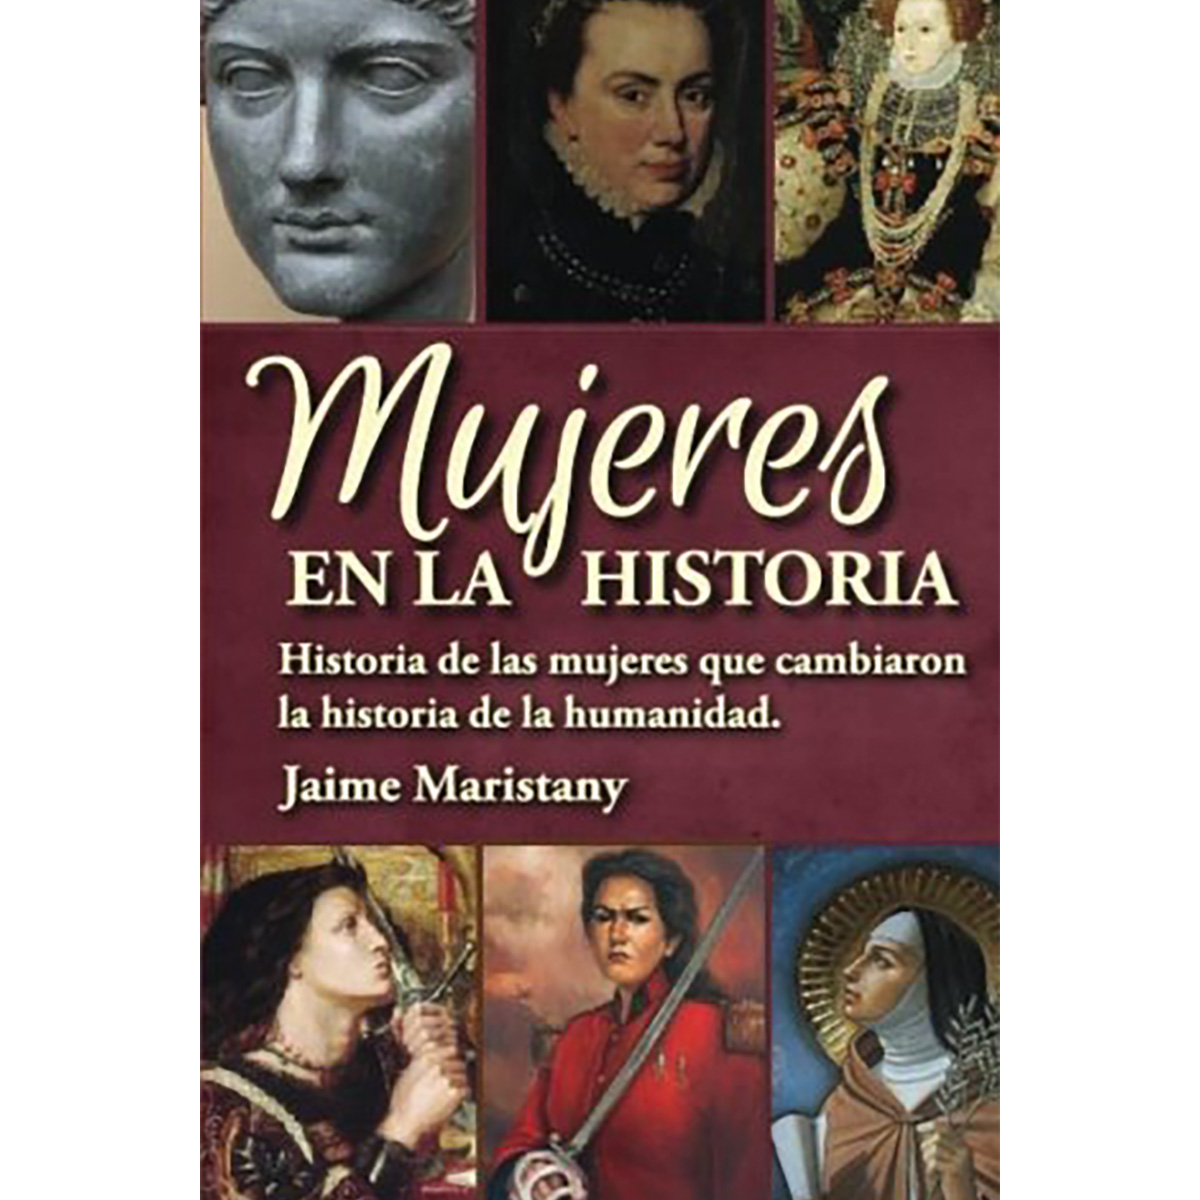 Mujeres
EN LA HISTORIA
Historia de las mujeres que cambiaron
la historia de la humanidad.
Jaime Maristany